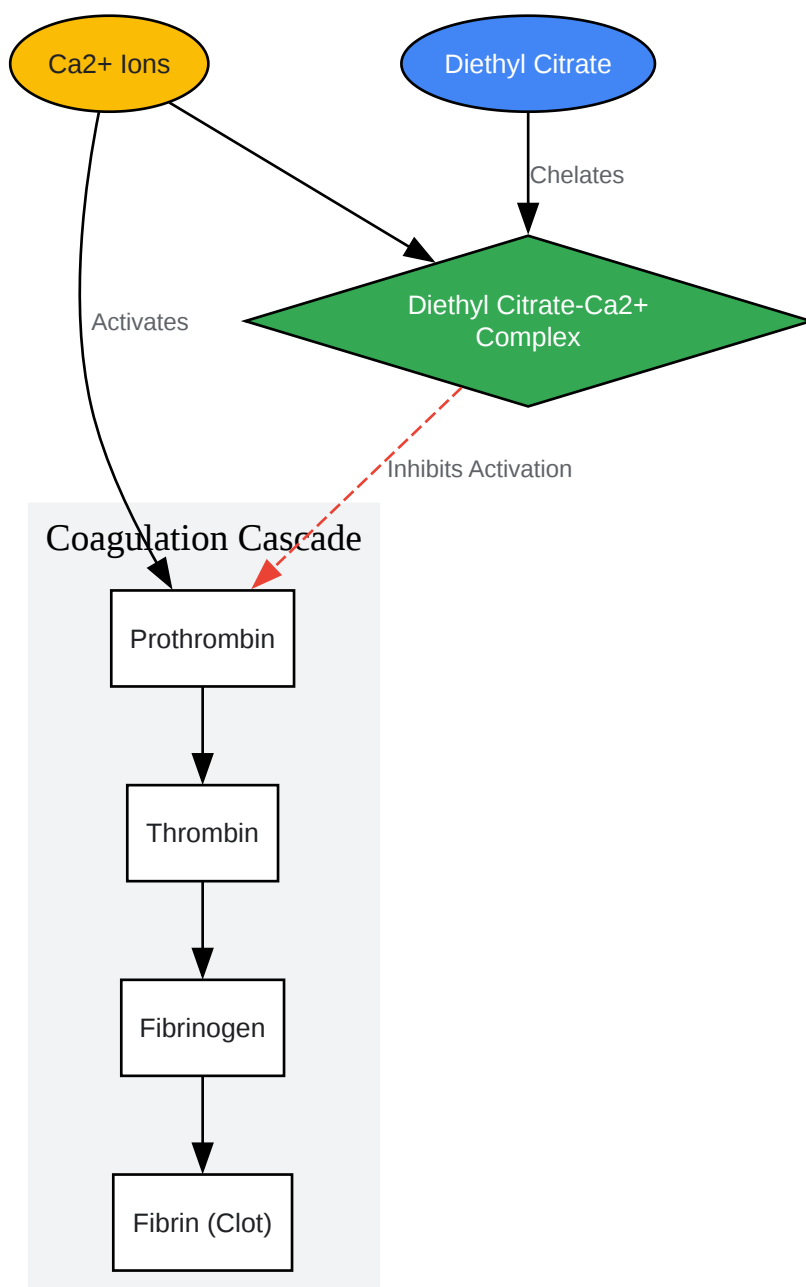 Ca2+ Ions
Diethyl Citrate
Chelates
Diethyl Citrate-Ca2+
Complex
Activates
Inhibits Activation
Coagulation Cascade
Prothrombin
Thrombin
Fibrinogen
Fibrin (Clot)